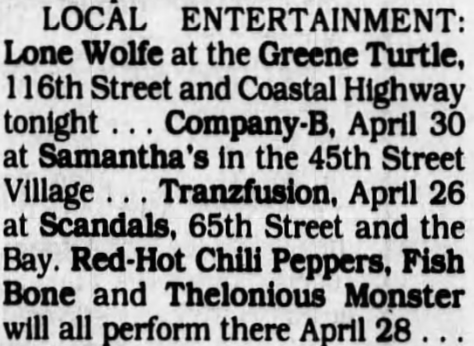 LOCAL ENTERTAINMENT:
Lone Wolfe at the Greene Turtle,
116th Street and Coastal Highway
tonight . . . Company-B, April 30
at Samantha's in the 45th Street
Village . . . Tranzfusion, April 26
at Scandals, 65th Street and the
Bay. Red-Hot Chili Peppers, Fish
Bone and Thelonious Monster
will all perform there April 28 . . .